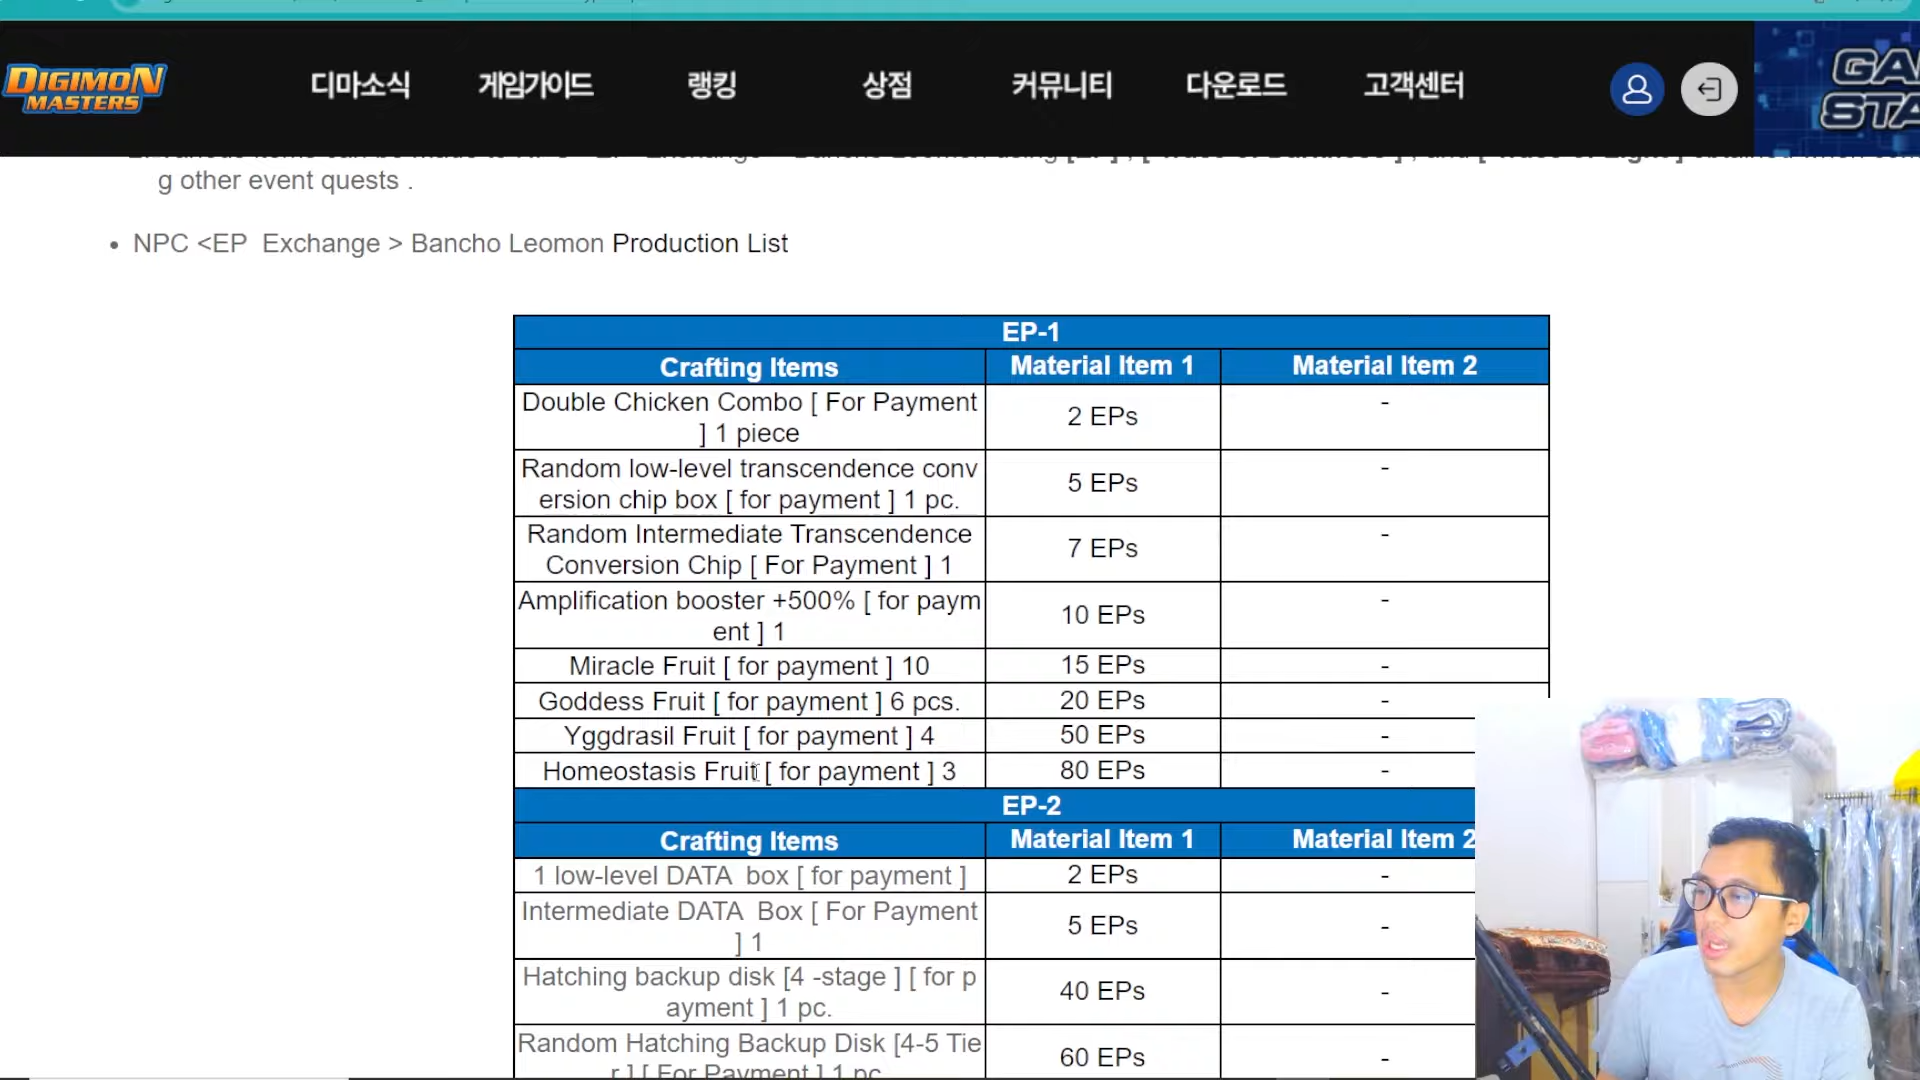 DIGIMON
MASTERS
디마소식 게임가이드 랭킹 상점 커뮤니티 다운로드 고객센터
g other event quests .
• NPC <EP Exchange > Bancho Leomon Production List
EP-1
Crafting Items Material Item 1 Material Item 2
Double Chicken Combo [ For Payment
] 1 piece 2 EPs -
Random low-level transcendence conv
ersion chip box [ for payment ] 1 pc. 5 EPs -
Random Intermediate Transcendence
Conversion Chip [ For Payment ] 1 7 EPs -
Amplification booster +500% [ for paym
ent ] 1 10 EPs -
Miracle Fruit [ for payment ] 10 15 EPs -
Goddess Fruit [ for payment ] 6 pcs. 20 EPs -
Yggdrasil Fruit [ for payment ] 4 50 EPs -
Homeostasis Fruit [ for payment ] 3 80 EPs -
EP-2
Crafting Items Material Item 1 Material Item 2
1 low-level DATA box [ for payment ] 2 EPs -
Intermediate DATA Box [ For Payment
] 1 5 EPs -
Hatching backup disk [4 -stage ] [ for p
ayment ] 1 pc. 40 EPs -
Random Hatching Backup Disk [4-5 Tie
r ] [ For Payment ] 1 pc 60 EPs -